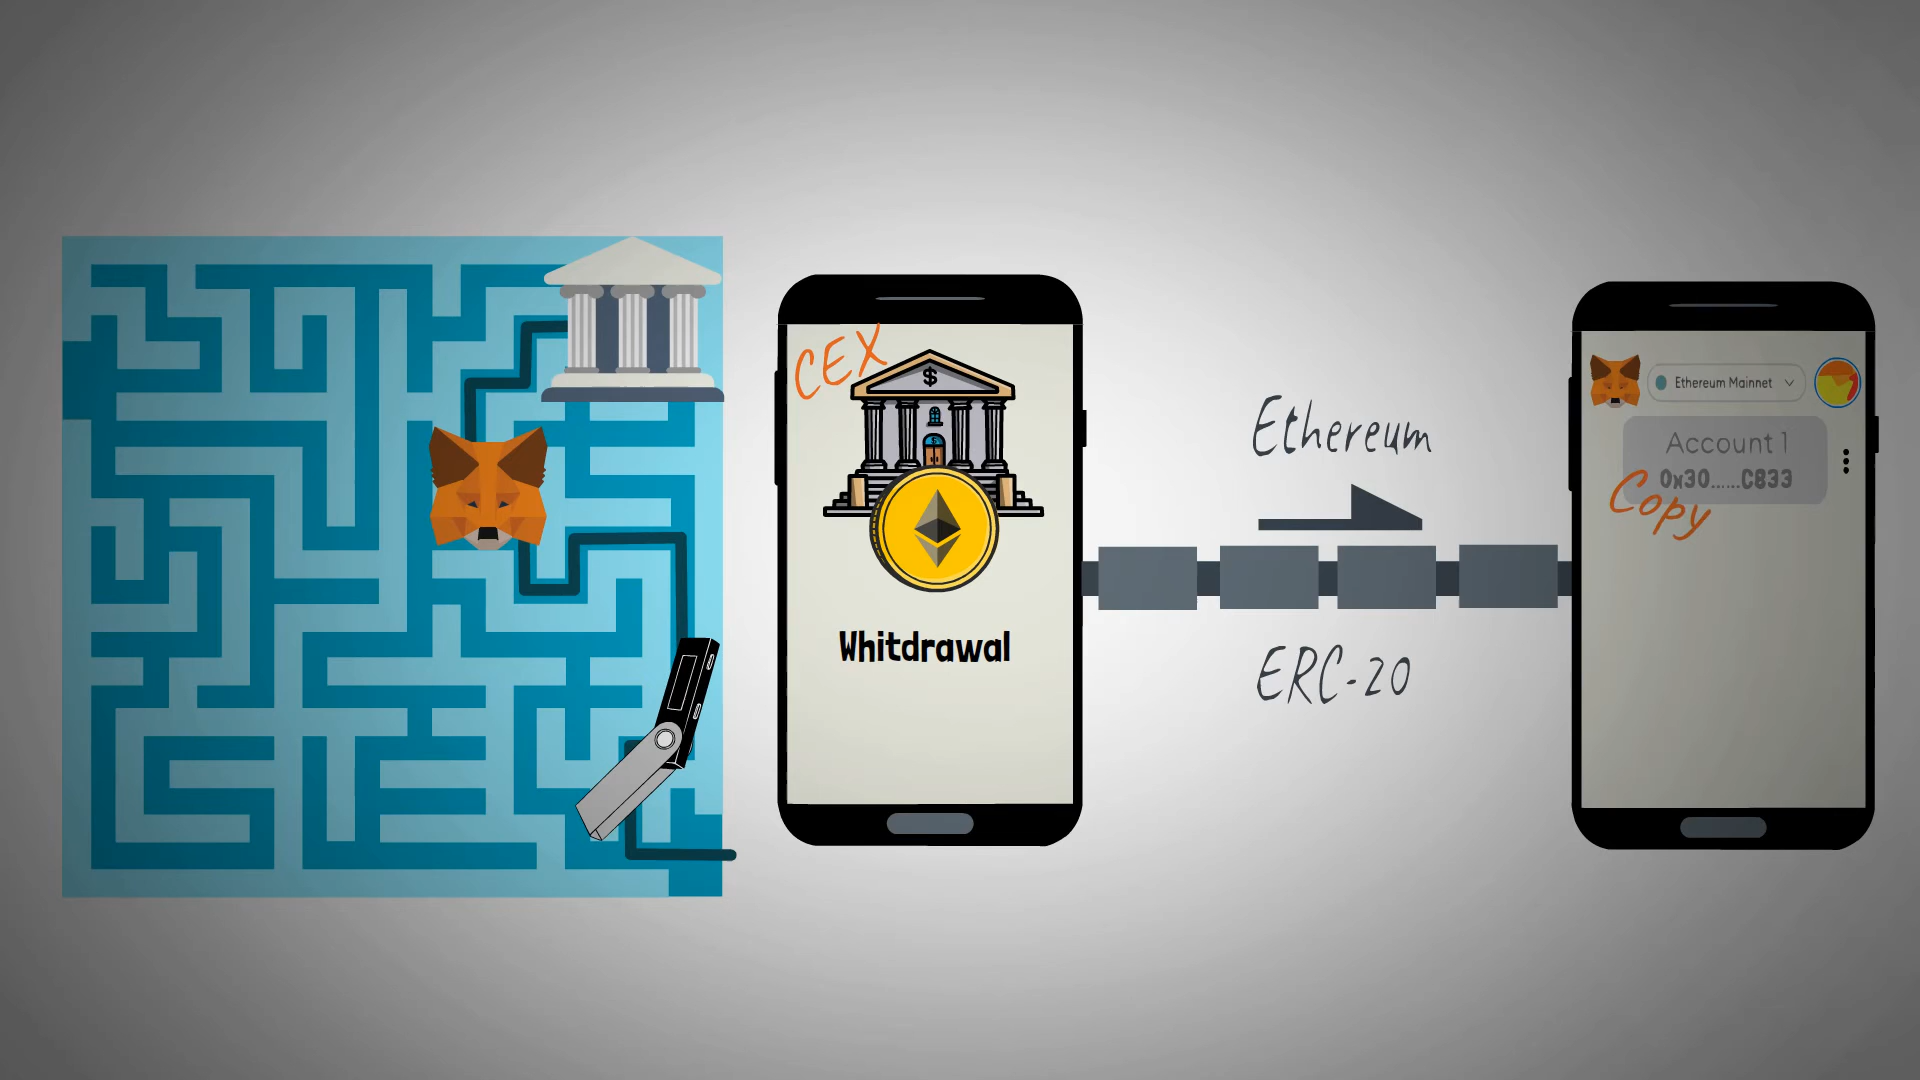 CEX
$
$
Whitdrawal
Ethereum
ERC-20
Ethereum Mainnet
Account 1
0x30......C833
Copy